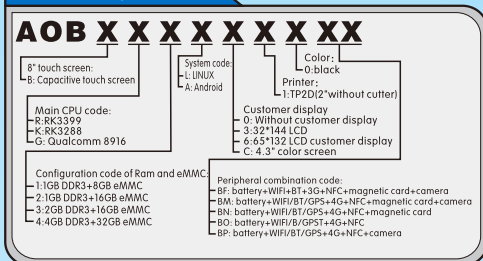 AOB X X X X X X X XX
8" touch screen:
B: Capacitive touch screen
System code:
L: LINUX
A: Android
Color:
0:black
Printer:
1:TP2D(2"without cutter)
Main CPU code:
R:RK3399
K:RK3288
G: Qualcomm 8916
Customer display
0: Without customer display
3:32*144 LCD
6:65*132 LCD customer display
C: 4.3" color screen
Configuration code of Ram and eMMC:
1:1GB DDR3+8GB eMMC
2:1GB DDR3+16GB eMMC
3:2GB DDR3+16GB eMMC
4:4GB DDR3+32GB eMMC
Peripheral combination code:
BF: battery+WIFI+BT+3G+NFC+magnetic card+camera
BM: battery+WIFI/BT/GPS+4G+NFC+magnetic card+camera
BN: battery+WIFI/BT/GPS+4G+NFC+magnetic card
BO: battery+WIFI/B/GPST+4G+NFC
BP: battery+WIFI/BT/GPS+4G+NFC+camera